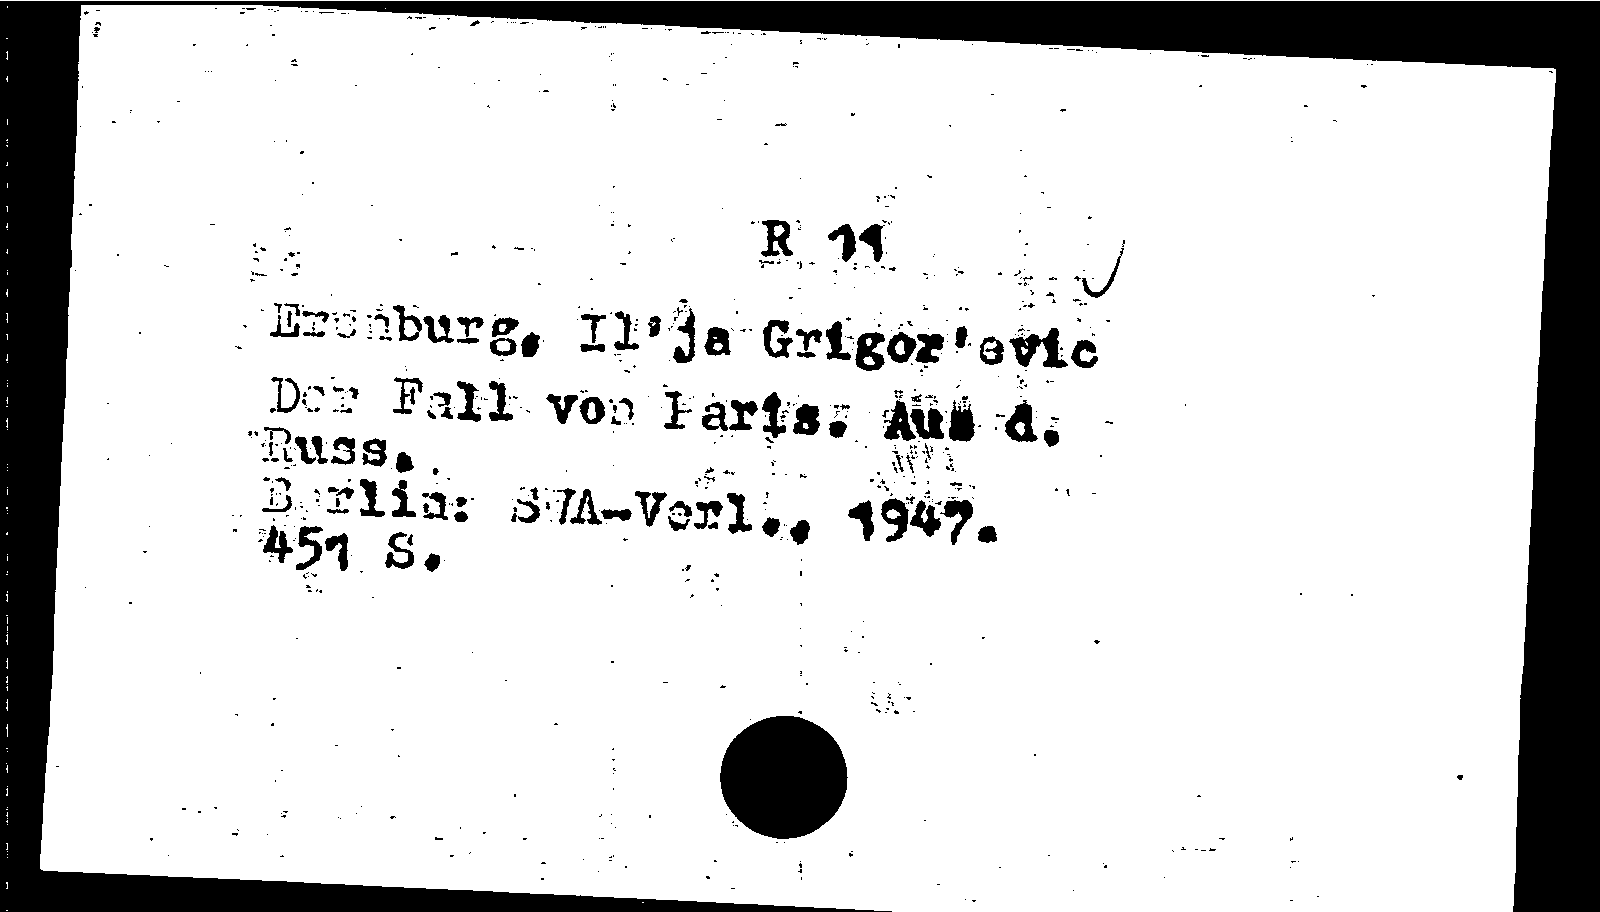 R 11
Erenburg, Il'ja Grigor'evic
Der Fall von Paris. Aus d.
Russ.
Berlin: SWA-Verl., 1947.
451 S.